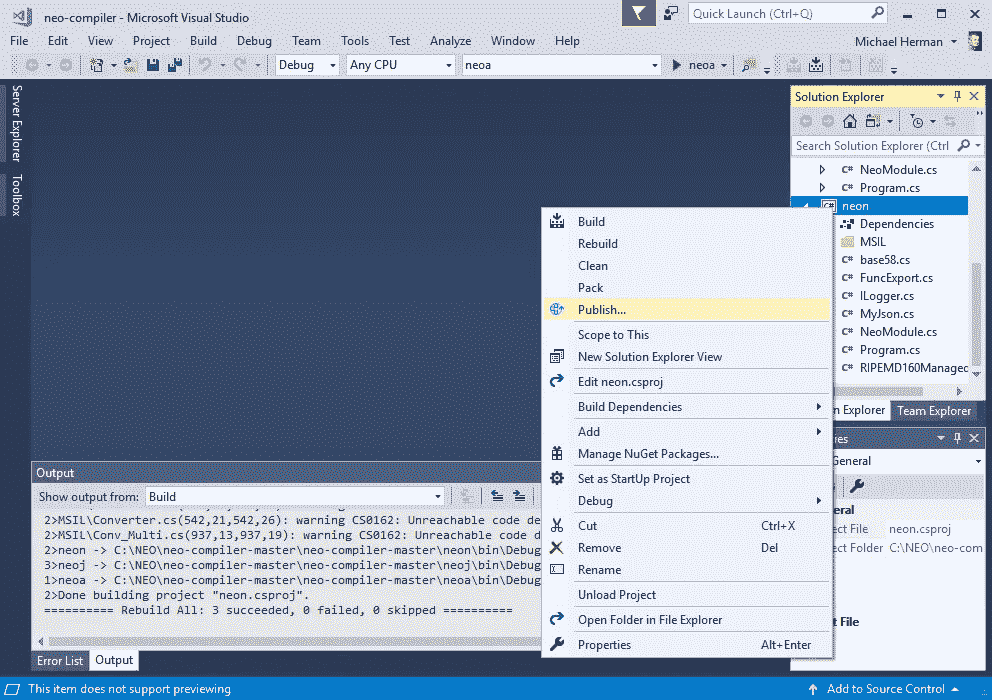 neo-compiler - Microsoft Visual Studio
Quick Launch (Ctrl+Q)
File Edit View Project Build Debug Team Tools Test Analyze Window Help
Michael Herman
Debug Any CPU neoa neoa
Server Explorer
Toolbox
Solution Explorer
Search Solution Explorer (Ctrl
C# NeoModule.cs
C# Program.cs
C# neon
Dependencies
MSIL
C# base58.cs
C# FuncExport.cs
C# ILogger.cs
C# MyJson.cs
C# NeoModule.cs
C# Program.cs
C# RIPEMD160Managed
n Explorer Team Explorer
ies
General
eral
ect File neon.csproj
ect Folder C:\NEO\neo-com
t File
Build
Rebuild
Clean
Pack
Publish...
Scope to This
New Solution Explorer View
Edit neon.csproj
Build Dependencies
Add
Manage NuGet Packages...
Set as StartUp Project
Debug
Cut Ctrl+X
Remove Del
Rename
Unload Project
Open Folder in File Explorer
Properties Alt+Enter
Output
Show output from: Build
2>MSIL\Converter.cs(542,21,542,26): warning CS0162: Unreachable code de
2>MSIL\Conv_Multi.cs(937,13,937,19): warning CS0162: Unreachable code d
2>neon -> C:\NEO\neo-compiler-master\neo-compiler-master\neon\bin\Debug
3>neoj -> C:\NEO\neo-compiler-master\neo-compiler-master\neoj\bin\Debug
1>neoa -> C:\NEO\neo-compiler-master\neo-compiler-master\neoa\bin\Debug
2>Done building project "neon.csproj".
========== Rebuild All: 3 succeeded, 0 failed, 0 skipped ==========
Error List Output
This item does not support previewing
Add to Source Control